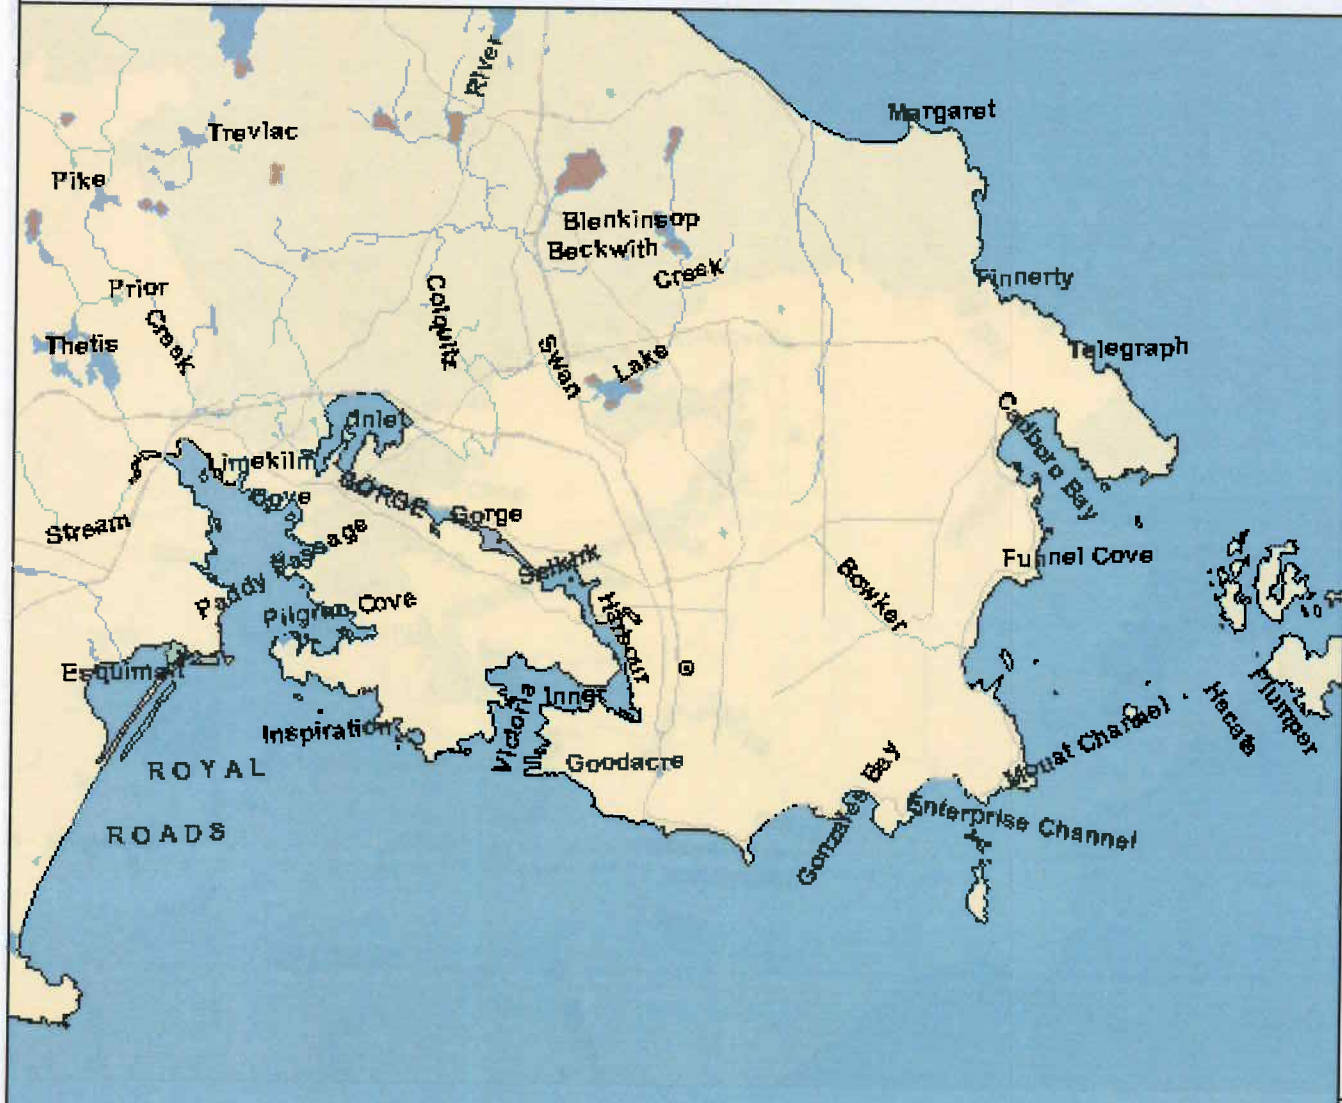 River
Margaret
Trevlac
Pike
Blenkinsop
Beckwith
Creek
Finnerty
Prior
Creek
Colquitz
Thetis
Swan
Lake
Telegraph
Cadboro Bay
Inlet
Limekiln
Cove
GORGE
Gorge
Stream
Paddy Passage
Selkirk
Funnel Cove
Pilgrim Cove
Harbour
Bowker
Esquimalt
Inner
Victoria
Inspiration
Goodacre
ROYAL
ROADS
Gonzales Bay
Mouat Channel
Enterprise Channel
Hecate
Plumper